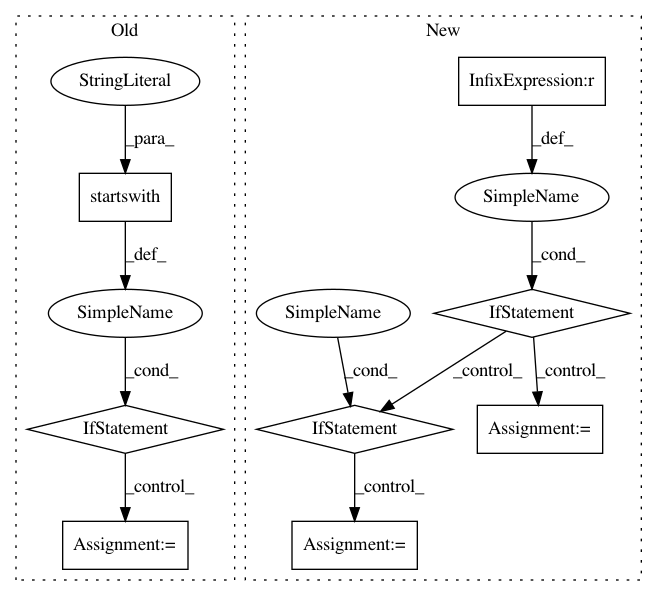 Old
New
StringLiteral
InfixExpression:r
_para_
_def_
startswith
SimpleName
_def_
_cond_
SimpleName
SimpleName
IfStatement
_cond_
_cond_
_control_
_control_
IfStatement
IfStatement
Assignment:=
_control_
_control_
Assignment:=
Assignment:=